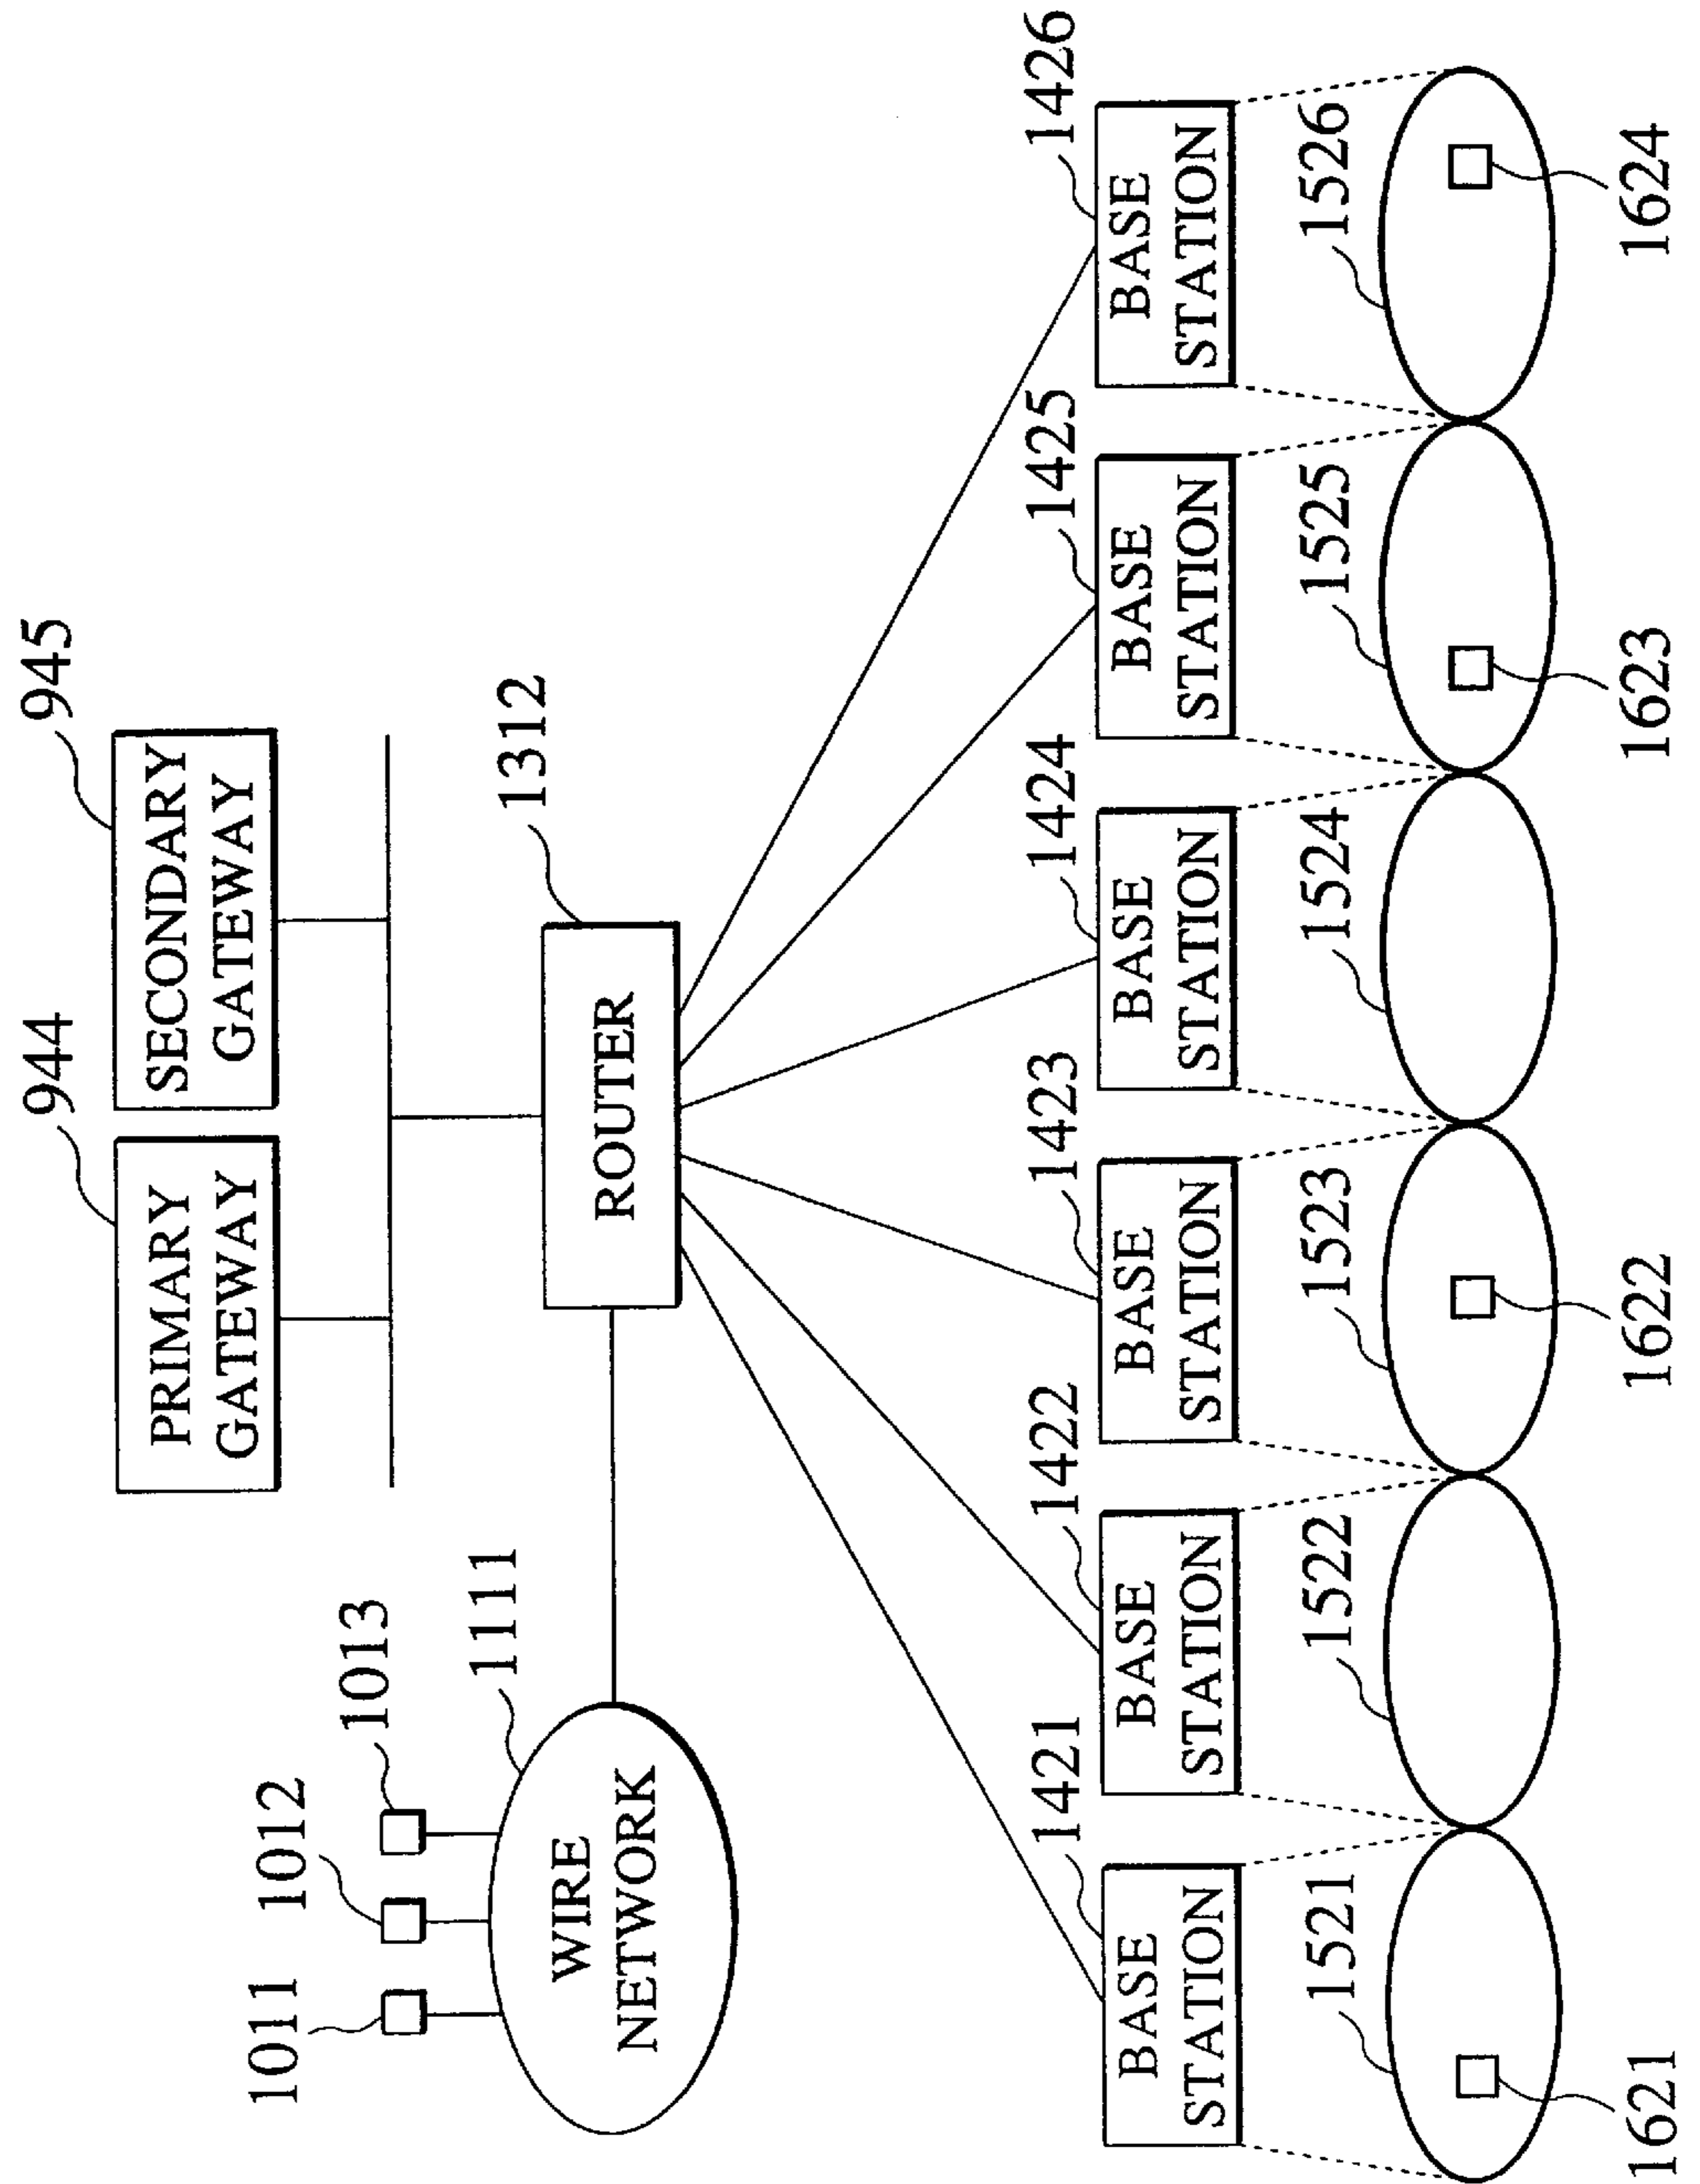 944
945
PRIMARY
GATEWAY
SECONDARY
GATEWAY
1011
1012
1013
1111
1312
WIRE
NETWORK
ROUTER
1421
1422
1423
1424
1425
1426
BASE
STATION
BASE
STATION
BASE
STATION
BASE
STATION
BASE
STATION
BASE
STATION
1521
1522
1523
1524
1525
1526
1621
1622
1623
1624